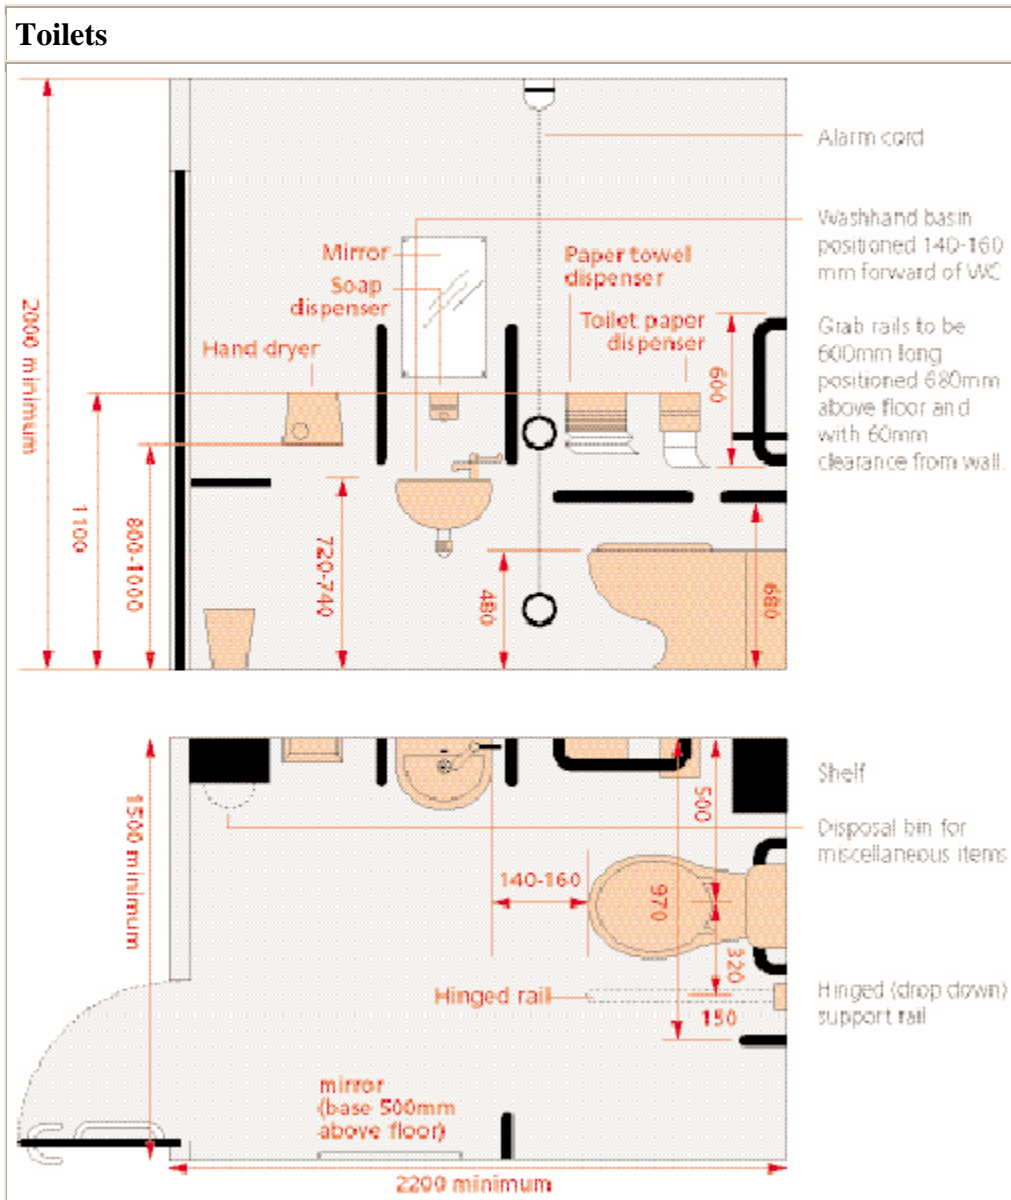 Toilets
Alarm cord
Washhand basin
positioned 140-160
mm forward of WC
Mirror
Soap
dispenser
Paper towel
dispenser
Toilet paper
dispenser
Hand dryer
Grab rails to be
600mm long
positioned 680mm
above floor and
with 60mm
clearance from wall.
600
2000 minimum
1100
800-1000
720-740
480
680
Shelf
Disposal bin for
miscellaneous items
1500 minimum
500
140-160
970
320
Hinged rail
150
Hinged (drop down)
support rail
mirror
(base 500mm
above floor)
2200 minimum